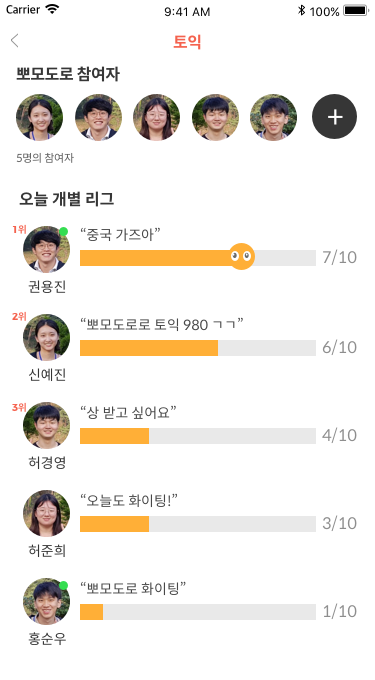 Carrier 9:41 AM 100%
토익
뽀모도로 참여자
+
5명의 참여자
오늘 개별 리그
1위
“중국 가즈아”
7/10
권용진
2위
“뽀모도로로 토익 980 ㄱㄱ”
6/10
신예진
3위
“상 받고 싶어요”
4/10
허경영
“오늘도 화이팅!”
3/10
허준희
“뽀모도로 화이팅”
1/10
홍순우